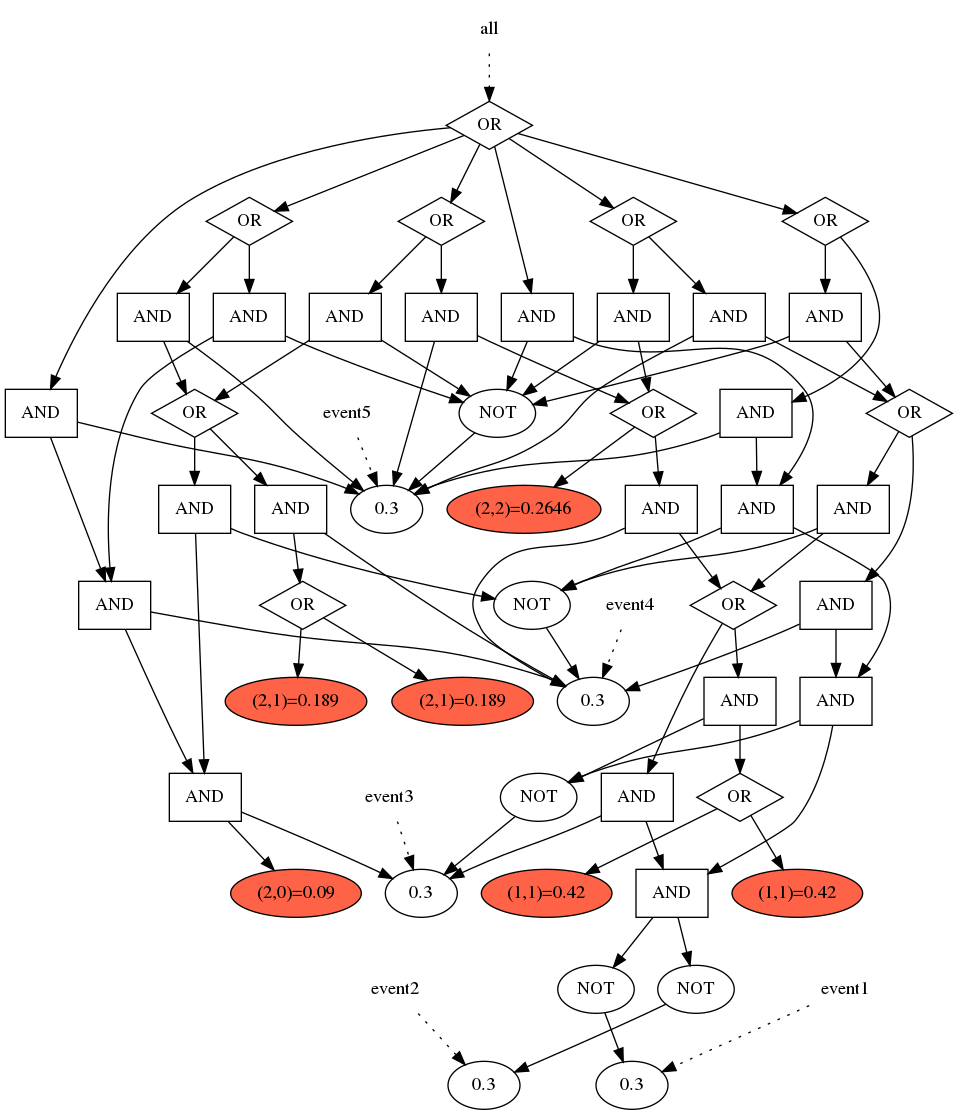 all
OR
OR
OR
OR
OR
AND
AND
AND
AND
AND
AND
AND
AND
AND
OR
event5
NOT
OR
AND
OR
AND
AND
0.3
(2,2)=0.2646
AND
AND
AND
AND
OR
NOT
event4
OR
AND
(2,1)=0.189
(2,1)=0.189
0.3
AND
AND
AND
event3
NOT
AND
OR
(2,0)=0.09
0.3
(1,1)=0.42
AND
(1,1)=0.42
event2
NOT
NOT
event1
0.3
0.3